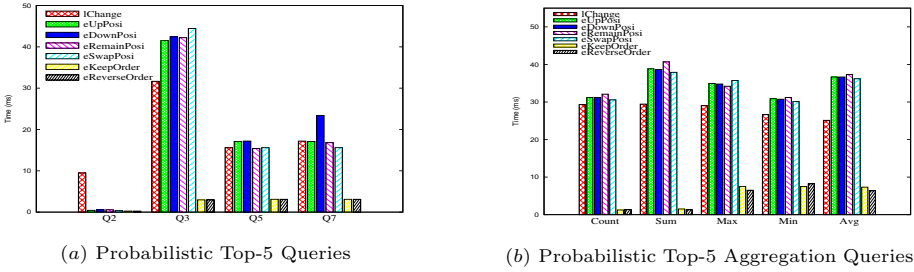 50
40
30
20
10
0
Time (ms)
lChange
eUpPosi
eDownPosi
eRemainPosi
eSwapPosi
eKeepOrder
eReverseOrder
Q2 Q3 Q5 Q7
(a) Probabilistic Top-5 Queries
50
40
30
20
10
0
Time (ms)
lChange
eUpPosi
eDownPosi
eRemainPosi
eSwapPosi
eKeepOrder
eReverseOrder
Count Sum Max Min Avg
(b) Probabilistic Top-5 Aggregation Queries